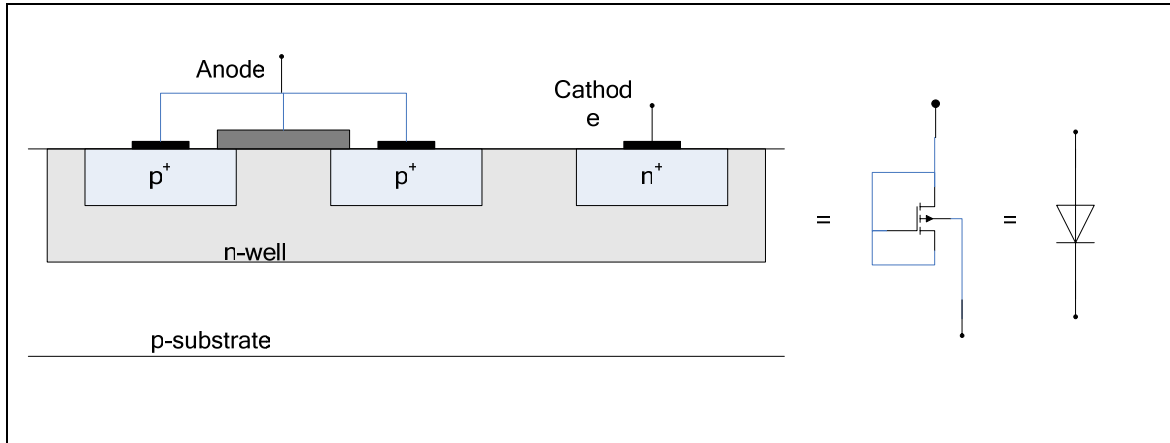 Anode
Cathod
e
p+
p+
n+
=
=
n-well
p-substrate